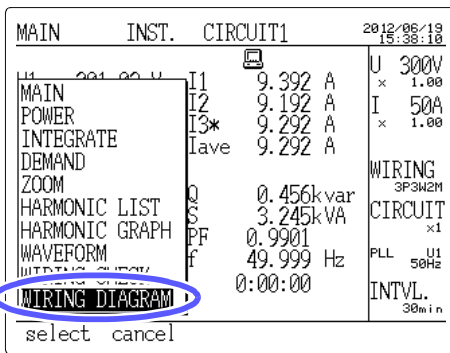 MAIN INST. CIRCUIT1 2012/06/19
15:38:10
I1 9.392 A
I2 9.192 A
I3* 9.292 A
Iave 9.292 A
Q 0.456kvar
S 3.245kVA
PF 0.9901
f 49.999 Hz
0:00:00
MAIN
POWER
INTEGRATE
DEMAND
ZOOM
HARMONIC LIST
HARMONIC GRAPH
WAVEFORM
WIRING CHECK
WIRING DIAGRAM
U 300V
× 1.00
I 50A
× 1.00
WIRING
3P3W2M
CIRCUIT
×1
PLL U1
50Hz
INTVL.
30min
select cancel